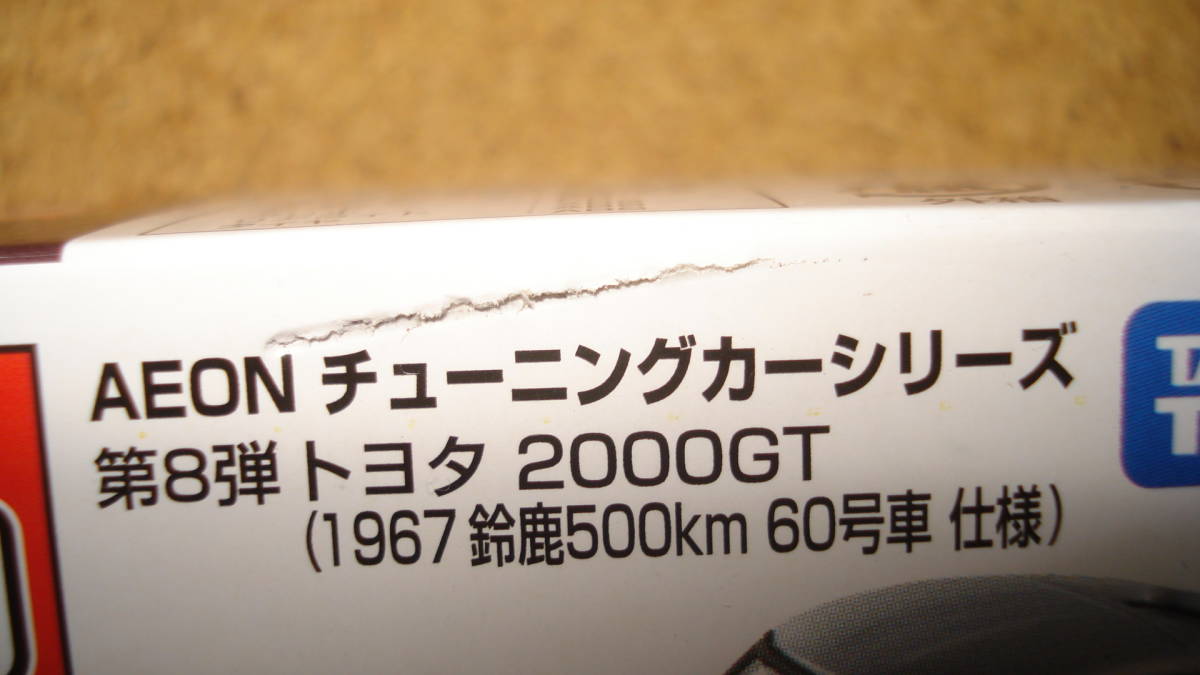 AEON チューニングカーシリーズ
第8弾 トヨタ 2000GT
(1967 鈴鹿500km 60号車 仕様)